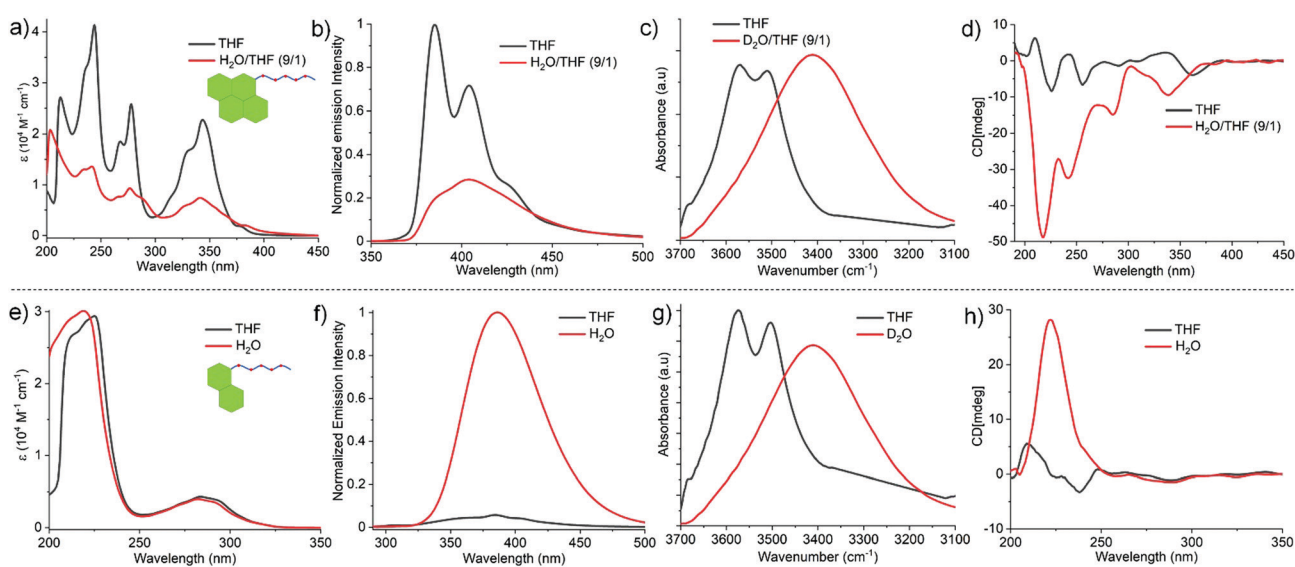 a)
ε (10⁴ M⁻¹ cm⁻¹)
4
3
2
1
0
THF
H₂O/THF (9/1)
200 250 300 350 400 450
Wavelength (nm)
b)
Normalized emission Intensity
1
0.8
0.6
0.4
0.2
0
THF
H₂O/THF (9/1)
350 400 450 500
Wavelength (nm)
c)
Absorbance (a.u)
THF
D₂O/THF (9/1)
3700 3600 3500 3400 3300 3200 3100
Wavenumber (cm⁻¹)
d)
CD[mdeg]
10
0
-10
-20
-30
-40
-50
THF
H₂O/THF (9/1)
200 250 300 350 400 450
Wavelength (nm)
e)
ε (10⁴ M⁻¹ cm⁻¹)
3
2
1
0
THF
H₂O
200 250 300 350
Wavelength (nm)
f)
Normalized Emission Intensity
1
0.8
0.6
0.4
0.2
0
THF
H₂O
300 350 400 450 500
Wavelength (nm)
g)
Absorbance (a.u)
THF
D₂O
3700 3600 3500 3400 3300 3200 3100
Wavenumber (cm⁻¹)
h)
CD[mdeg]
30
20
10
0
-10
THF
H₂O
200 250 300 350
Wavelength (nm)